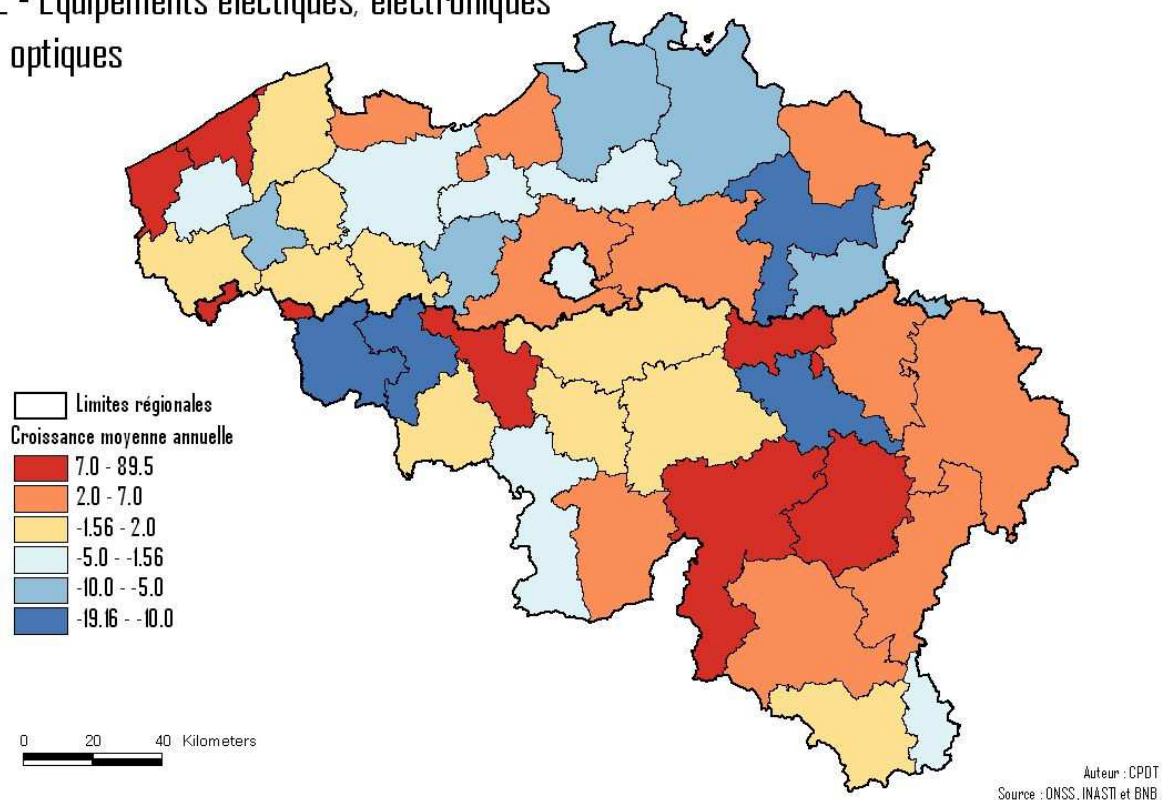 - Equipements électiques, électroniques
optiques
Limites régionales
Croissance moyenne annuelle
7.0 - 89.5
2.0 - 7.0
-1.56 - 2.0
-5.0 - -1.56
-10.0 - -5.0
-19.16 - -10.0
0 20 40 Kilometers
Auteur : CPDT
Source : ONSS, INASTI et BNB